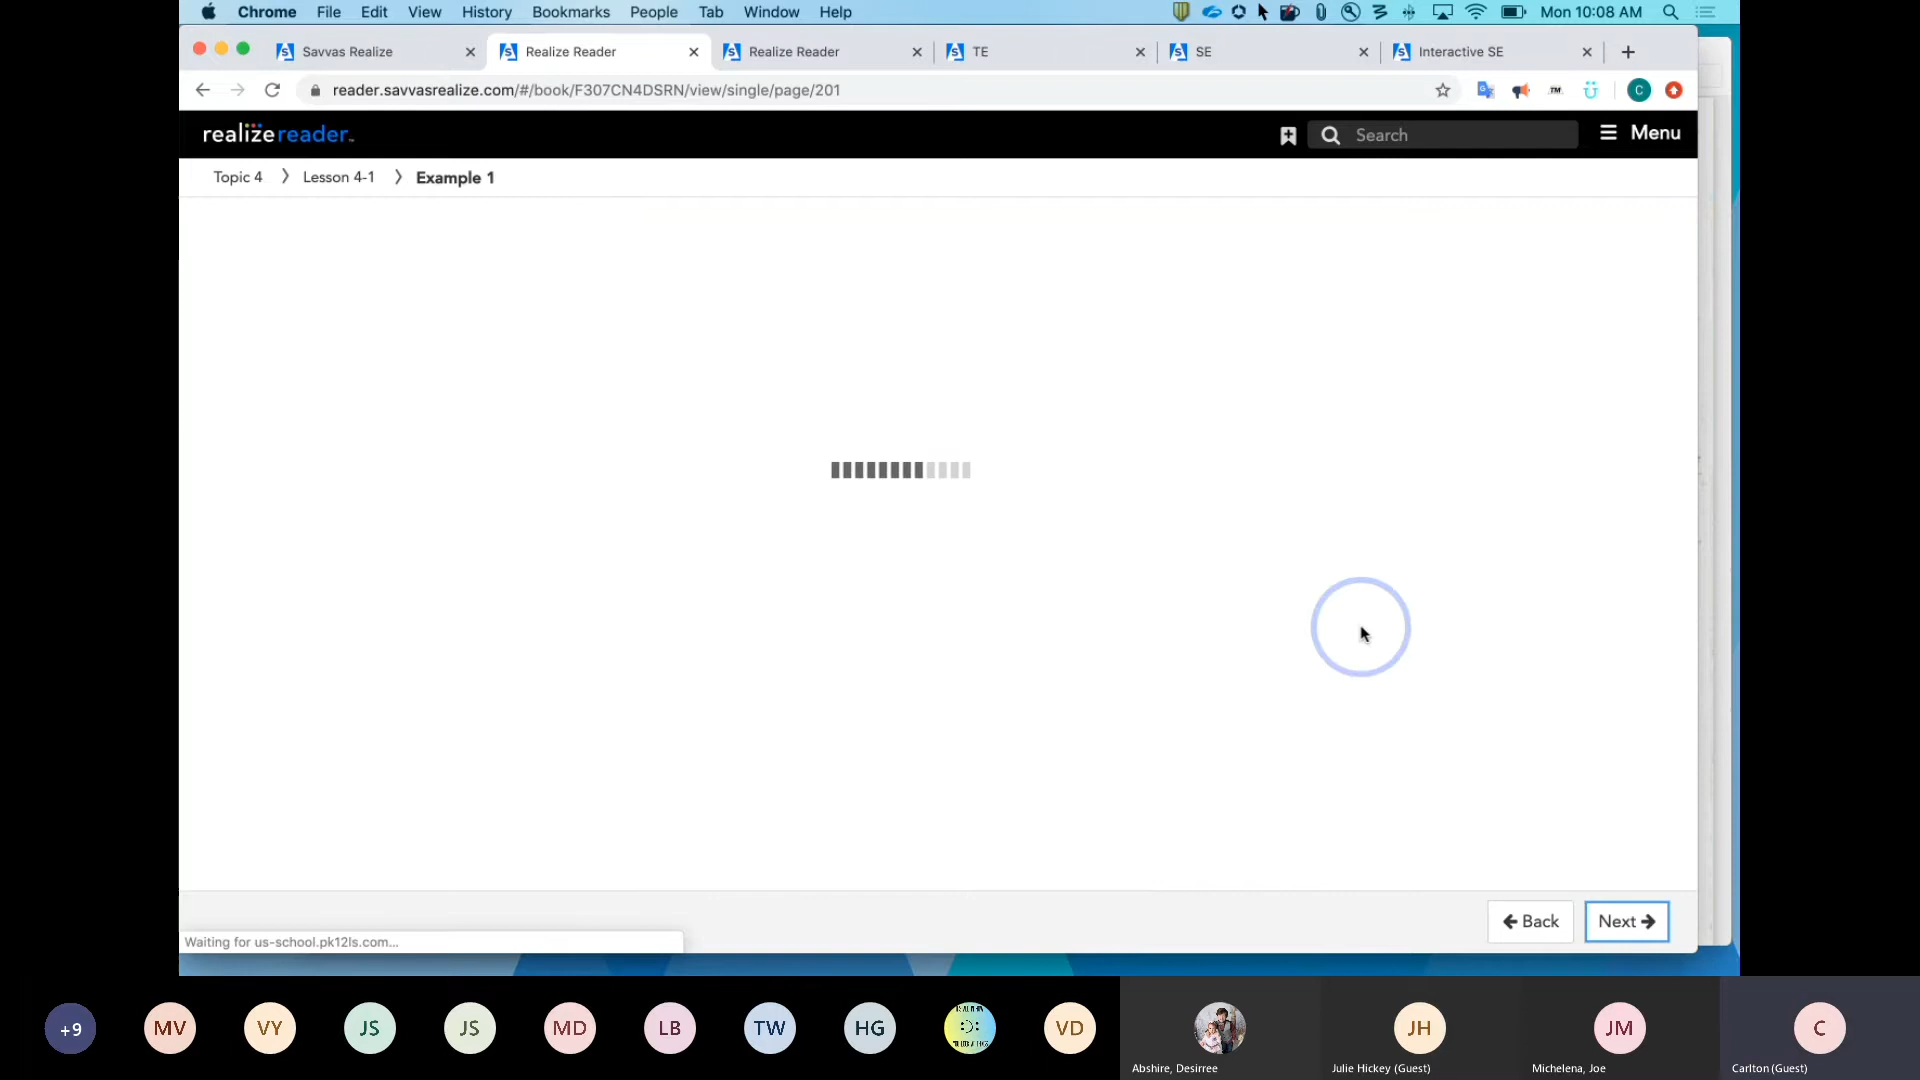 Chrome File Edit View History Bookmarks People Tab Window Help Mon 10:08 AM
Savvas Realize Realize Reader Realize Reader TE SE Interactive SE
reader.savvasrealize.com/#/book/F307CN4DSRN/view/single/page/201 C
realizereader Search Menu
Topic 4 Lesson 4-1 Example 1
Back Next
Waiting for us-school.pk12ls.com...
+9 MV VY JS JS MD LB TW HG VD JH JM C
Abshire, Desirree Julie Hickey (Guest) Michelena, Joe Carlton (Guest)